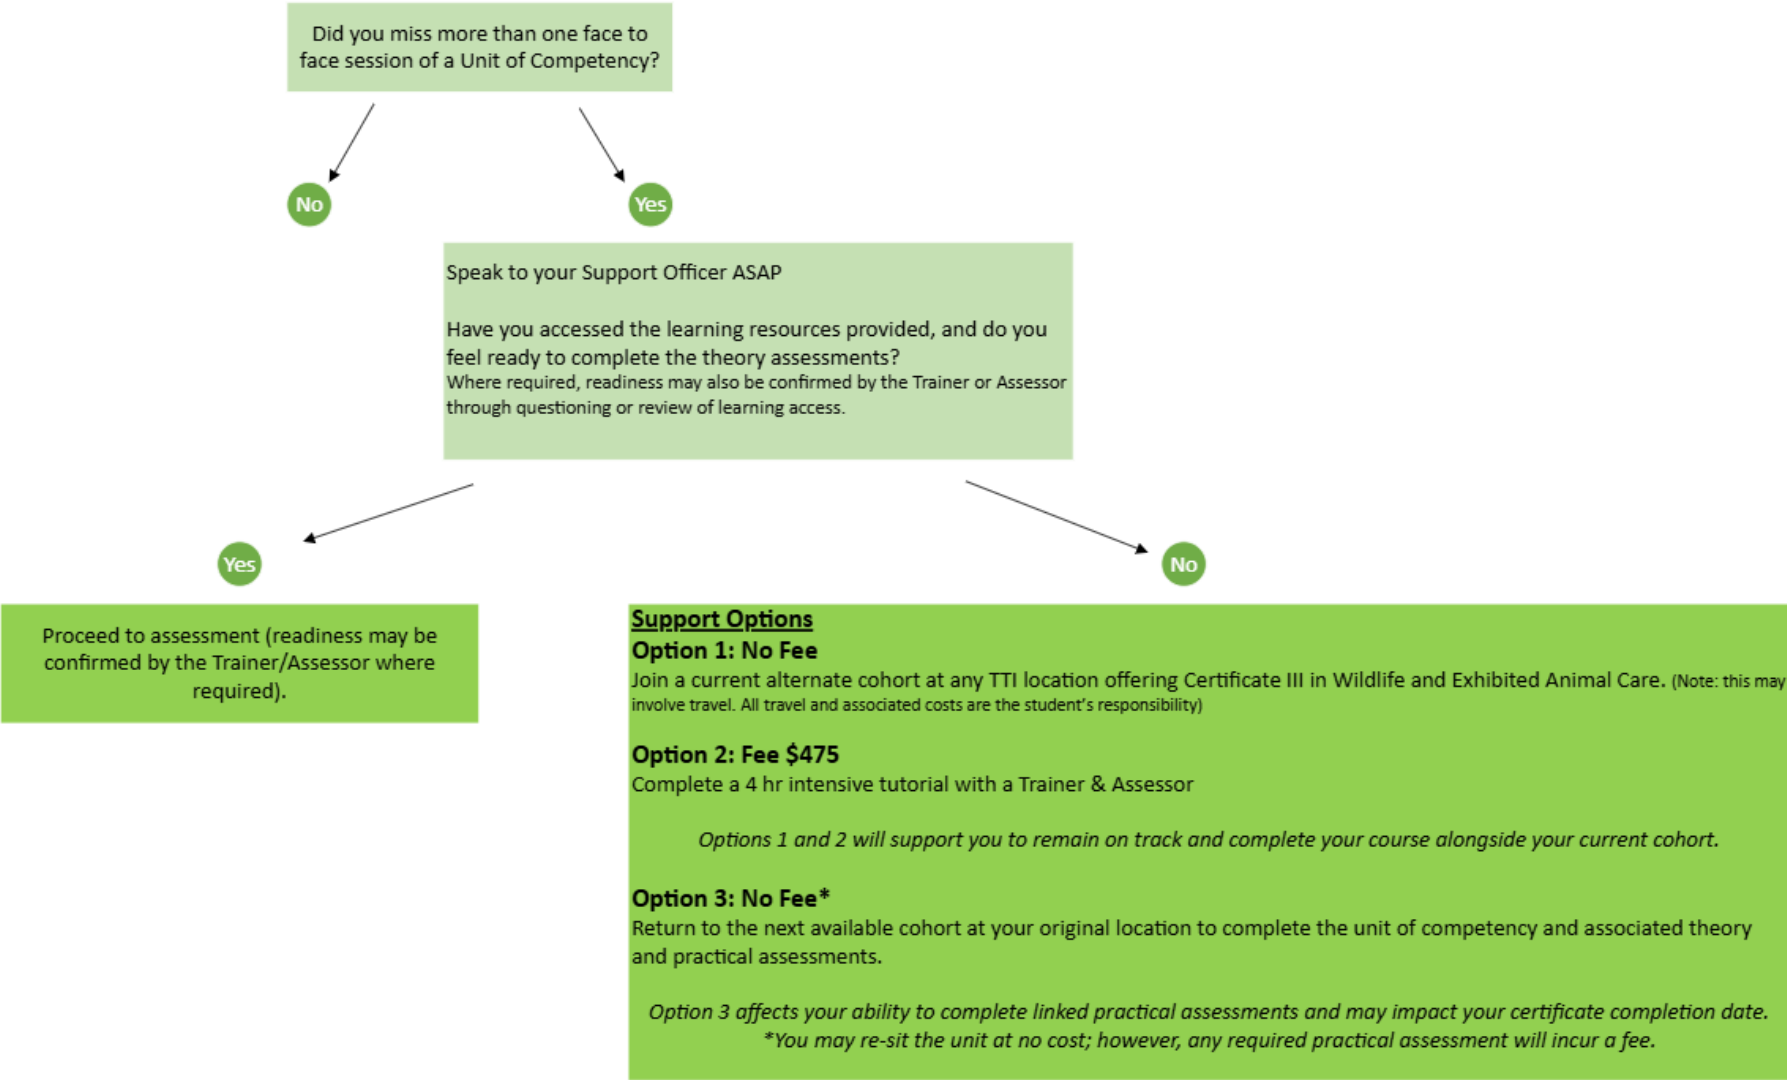 Did you miss more than one face to
face session of a Unit of Competency?
No
Yes
Speak to your Support Officer ASAP
Have you accessed the learning resources provided, and do you
feel ready to complete the theory assessments?
Where required, readiness may also be confirmed by the Trainer or Assessor
through questioning or review of learning access.
Yes
No
Proceed to assessment (readiness may be
confirmed by the Trainer/Assessor where
required).
Support Options
Option 1: No Fee
Join a current alternate cohort at any TTI location offering Certificate III in Wildlife and Exhibited Animal Care. (Note: this may
involve travel. All travel and associated costs are the student's responsibility)
Option 2: Fee $475
Complete a 4 hr intensive tutorial with a Trainer & Assessor
Options 1 and 2 will support you to remain on track and complete your course alongside your current cohort.
Option 3: No Fee*
Return to the next available cohort at your original location to complete the unit of competency and associated theory
and practical assessments.
Option 3 affects your ability to complete linked practical assessments and may impact your certificate completion date.
*You may re-sit the unit at no cost; however, any required practical assessment will incur a fee.